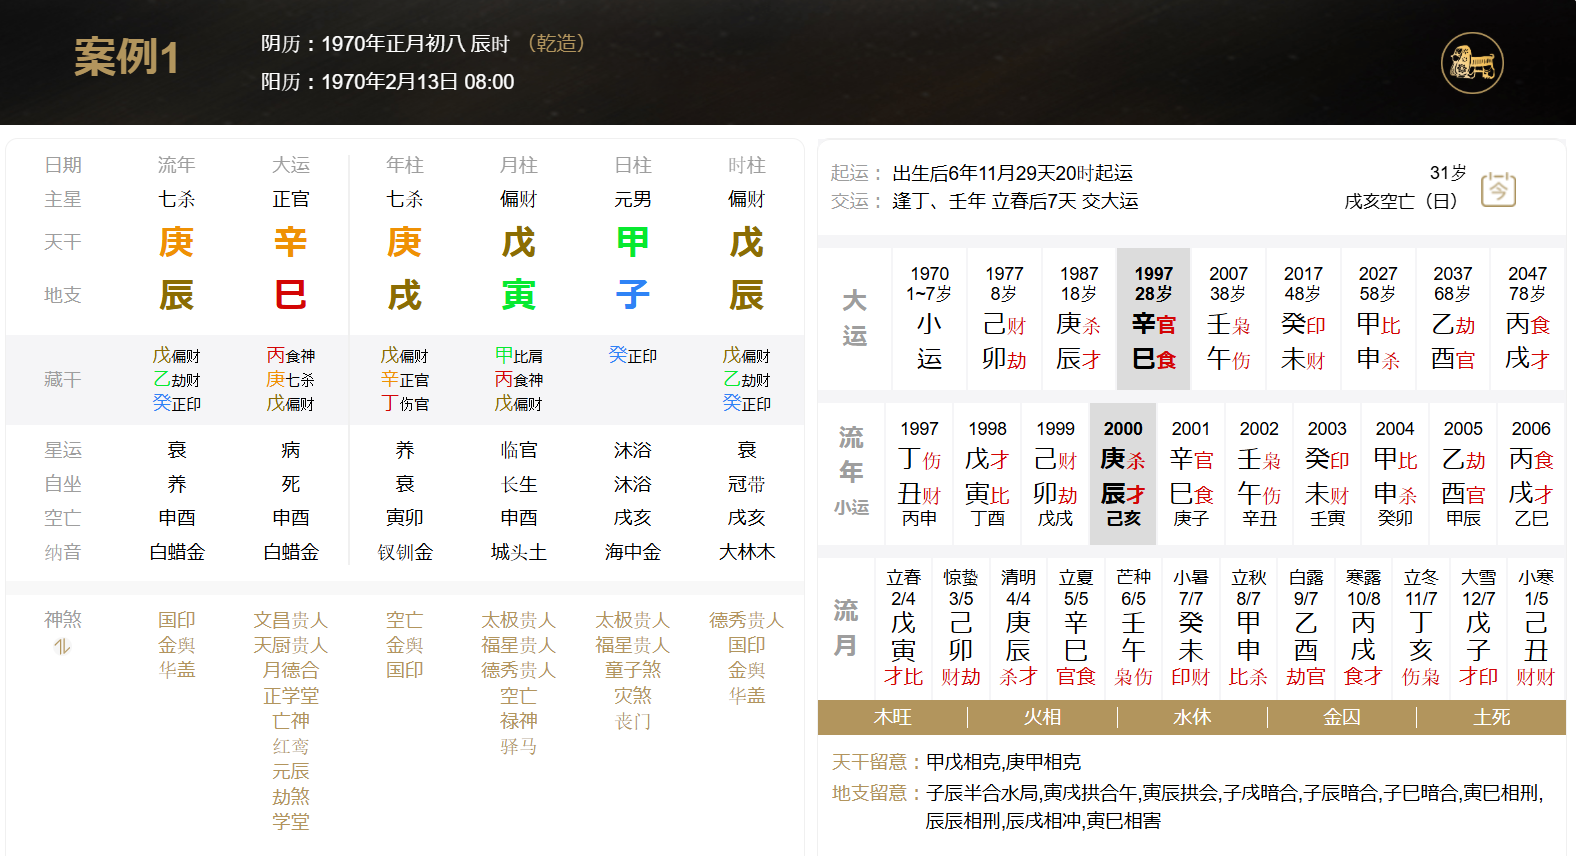 案例1
阴历：1970年正月初八 辰时 （乾造）
阳历：1970年2月13日 08:00
日期 流年 大运 年柱 月柱 日柱 时柱
主星 七杀 正官 七杀 偏财 元男 偏财
天干 庚 辛 庚 戊 甲 戊
地支 辰 巳 戌 寅 子 辰
藏干
戊偏财 丙食神 戊偏财 甲比肩 癸正印 戊偏财
乙劫财 庚七杀 辛正官 丙食神 乙劫财
癸正印 戊偏财 丁伤官 戊偏财 癸正印
星运 衰 病 养 临官 沐浴 衰
自坐 养 死 衰 长生 沐浴 冠带
空亡 申酉 申酉 寅卯 申酉 戌亥 戌亥
纳音 白蜡金 白蜡金 钗钏金 城头土 海中金 大林木
神煞 国印 文昌贵人 空亡 太极贵人 太极贵人 德秀贵人
金舆 天厨贵人 金舆 福星贵人 福星贵人 国印
华盖 月德合 国印 德秀贵人 童子煞 金舆
正学堂 空亡 灾煞 华盖
亡神 禄神 丧门
红鸾 驿马
元辰
劫煞
学堂
起运： 出生后6年11月29天20时起运 31岁
交运： 逢丁、壬年 立春后7天 交大运 戌亥空亡（日）
今
大运
1970 1977 1987 1997 2007 2017 2027 2037 2047
1~7岁 8岁 18岁 28岁 38岁 48岁 58岁 68岁 78岁
小 己财 庚杀 辛官 壬枭 癸印 甲比 乙劫 丙食
运 卯劫 辰才 巳食 午伤 未财 申杀 酉官 戌才
流年
小运
1997 1998 1999 2000 2001 2002 2003 2004 2005 2006
丁伤 戊才 己财 庚杀 辛官 壬枭 癸印 甲比 乙劫 丙食
丑财 寅比 卯劫 辰才 巳食 午伤 未财 申杀 酉官 戌才
丙申 丁酉 戊戌 己亥 庚子 辛丑 壬寅 癸卯 甲辰 乙巳
流月
立春 惊蛰 清明 立夏 芒种 小暑 立秋 白露 寒露 立冬 大雪 小寒
2/4 3/5 4/4 5/5 6/5 7/7 8/7 9/7 10/8 11/7 12/7 1/5
戊 己 庚 辛 壬 癸 甲 乙 丙 丁 戊 己
寅 卯 辰 巳 午 未 申 酉 戌 亥 子 丑
才比 财劫 杀才 官食 枭伤 印财 比杀 劫官 食才 伤枭 才印 财财
木旺 火相 水休 金囚 土死
天干留意：甲戊相克,庚甲相克
地支留意：子辰半合水局,寅戌拱合午,寅辰拱会,子戌暗合,子辰暗合,子巳暗合,寅巳相刑,
辰辰相刑,辰戌相冲,寅巳相害